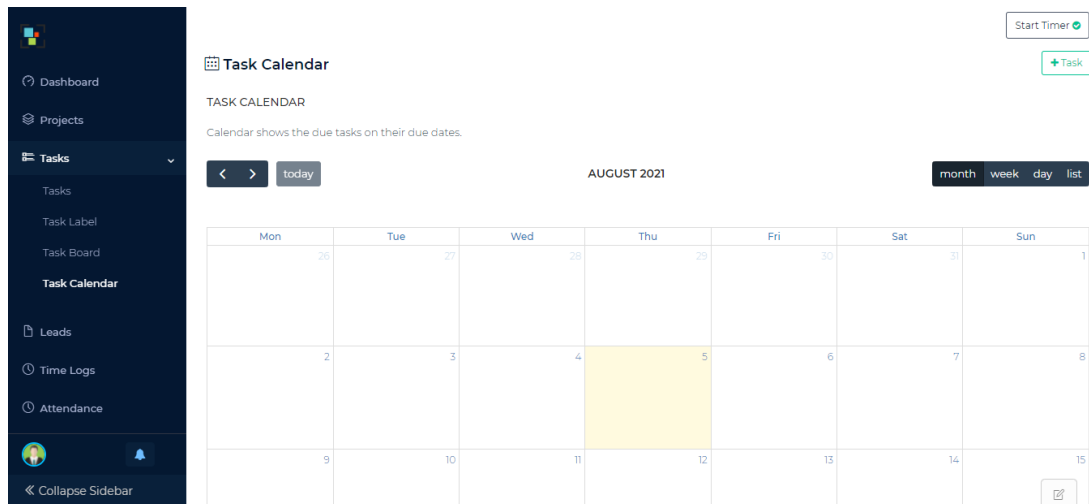 Start Timer
Task Calendar
+ Task
Dashboard
TASK CALENDAR
Projects
Calendar shows the due tasks on their due dates.
Tasks
today
AUGUST 2021
month week day list
Tasks
Task Label
Task Board
Task Calendar
Leads
Time Logs
Attendance
Collapse Sidebar
Mon Tue Wed Thu Fri Sat Sun
26 27 28 29 30 31 1
2 3 4 5 6 7 8
9 10 11 12 13 14 15